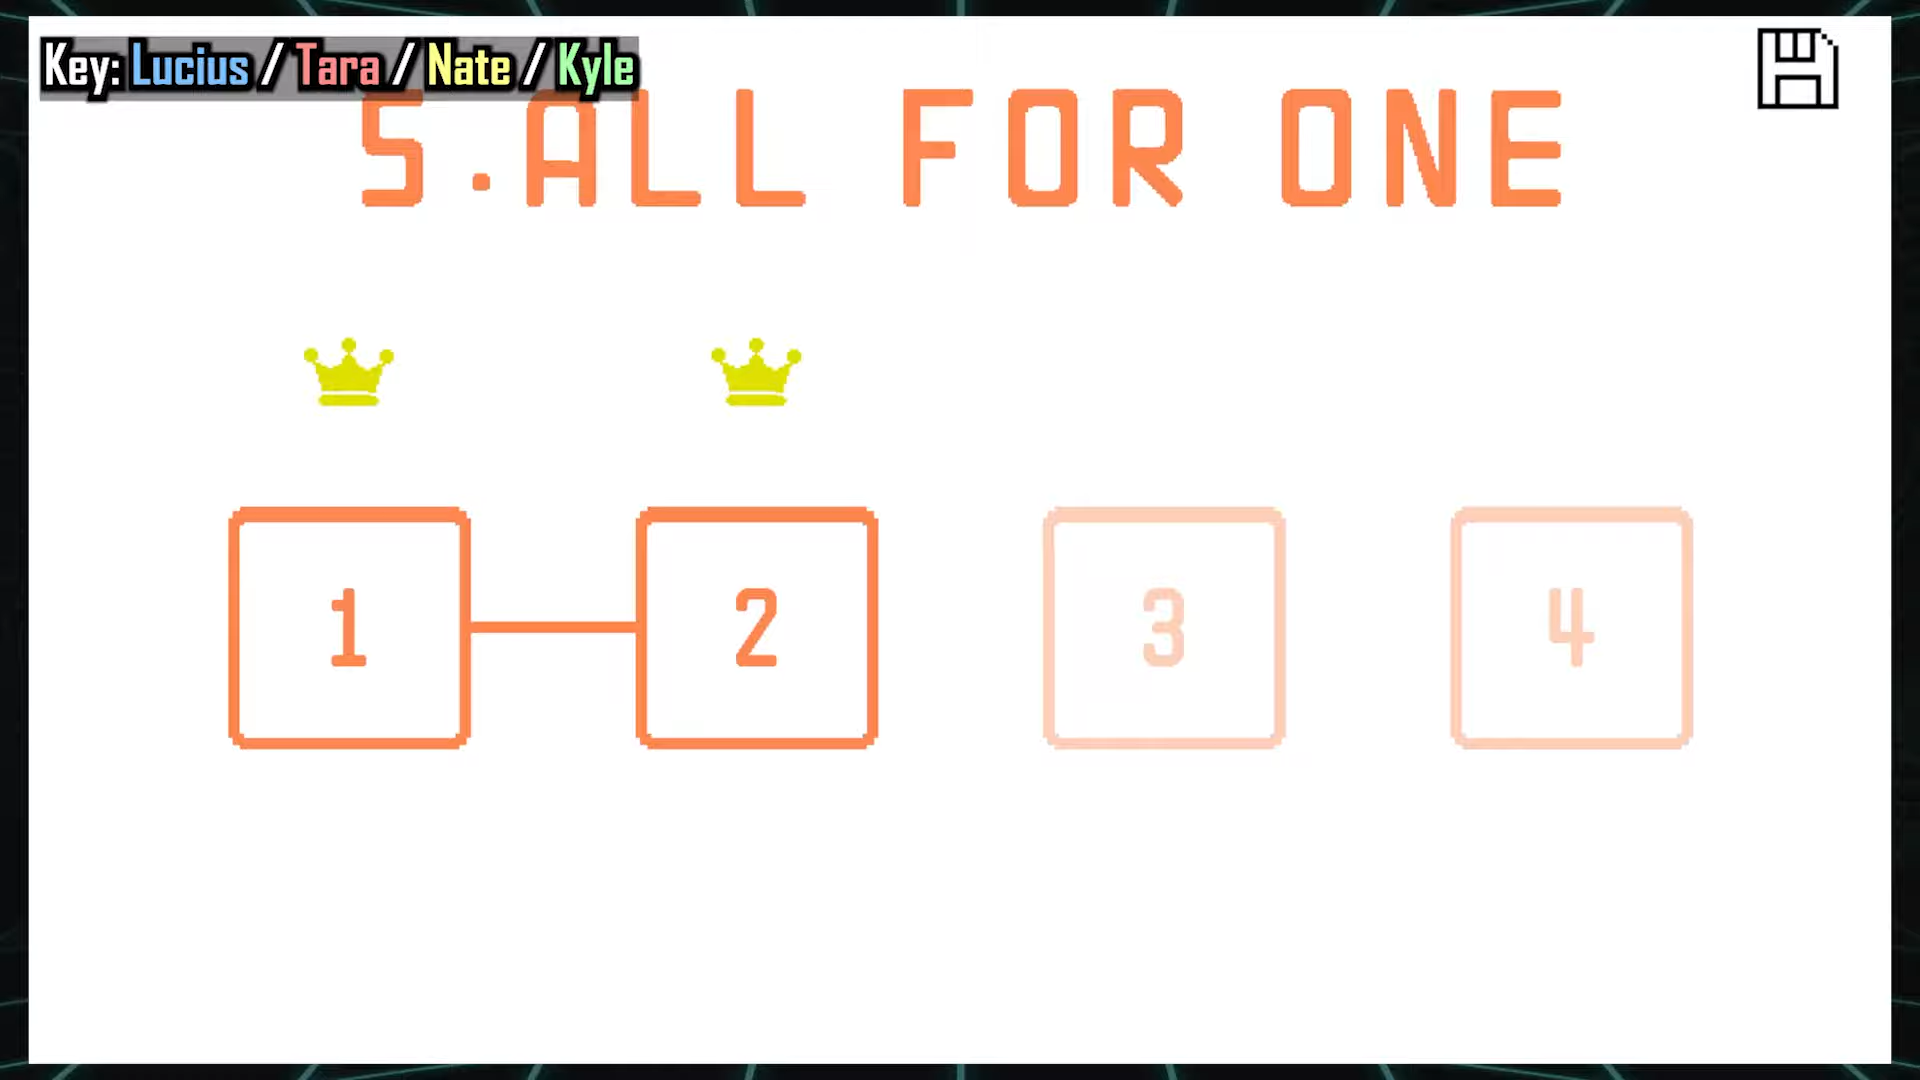 Key: Lucius / Tara / Nate / Kyle
5.ALL FOR ONE
1 2 3 4